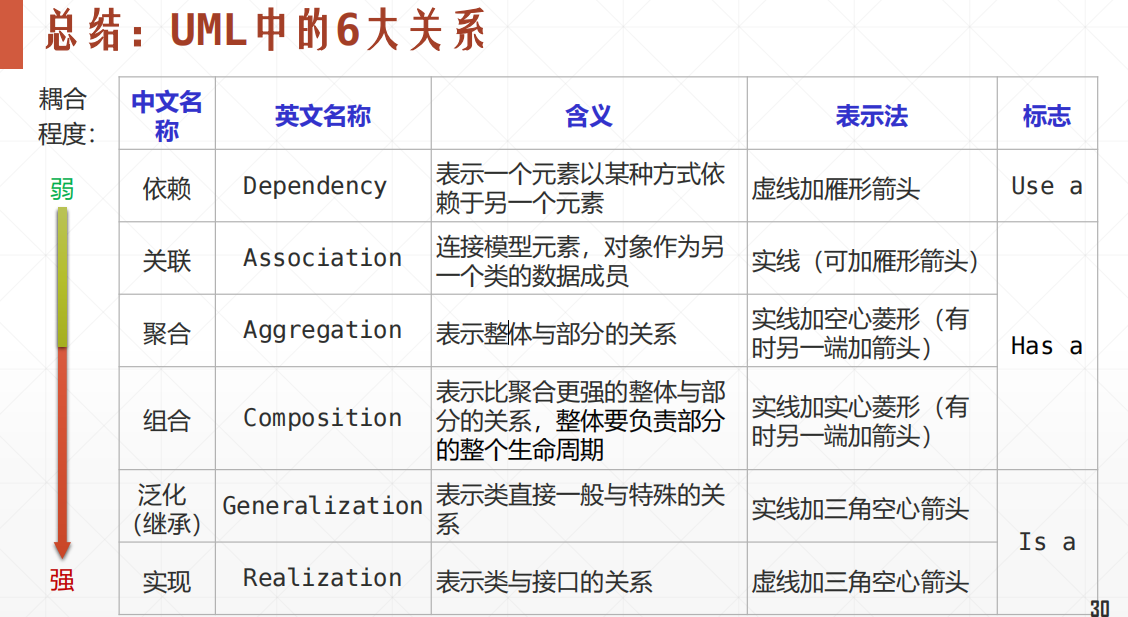 总结：UML中的6大关系
耦合
程度：
弱
强
中文名
称
英文名称
含义
表示法
标志
依赖
Dependency
表示一个元素以某种方式依
赖于另一个元素
虚线加雁形箭头
Use a
关联
Association
连接模型元素，对象作为另
一个类的数据成员
实线（可加雁形箭头）
Has a
聚合
Aggregation
表示整体与部分的关系
实线加空心菱形（有
时另一端加箭头）
组合
Composition
表示比聚合更强的整体与部
分的关系，整体要负责部分
的整个生命周期
实线加实心菱形（有
时另一端加箭头）
泛化
（继承）
Generalization
表示类直接一般与特殊的关
系
实线加三角空心箭头
Is a
实现
Realization
表示类与接口的关系
虚线加三角空心箭头
30